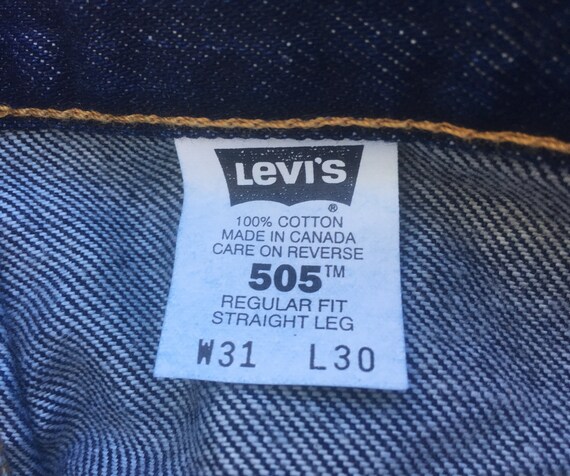 LEVI'S
®
100% COTTON
MADE IN CANADA
CARE ON REVERSE
505™
REGULAR FIT
STRAIGHT LEG
W31 L30